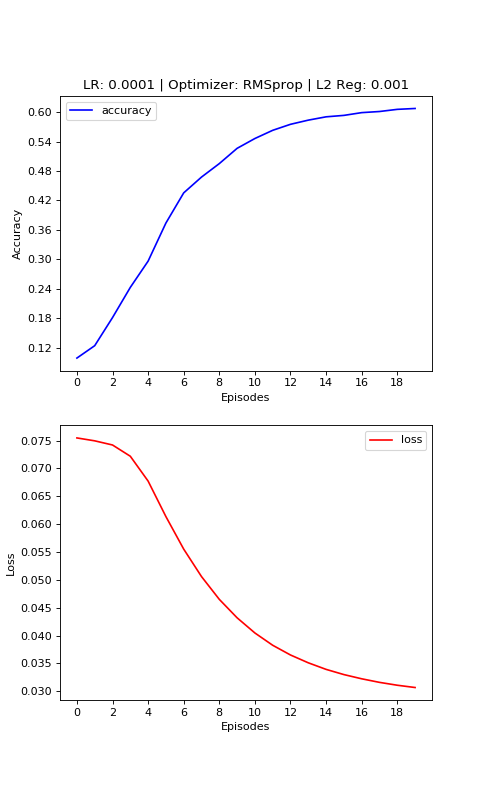 LR: 0.0001 | Optimizer: RMSprop | L2 Reg: 0.001
accuracy
0.60
0.54
0.48
0.42
0.36
0.30
0.24
0.18
0.12
Accuracy
0 2 4 6 8 10 12 14 16 18
Episodes
loss
0.075
0.070
0.065
0.060
0.055
0.050
0.045
0.040
0.035
0.030
Loss
0 2 4 6 8 10 12 14 16 18
Episodes